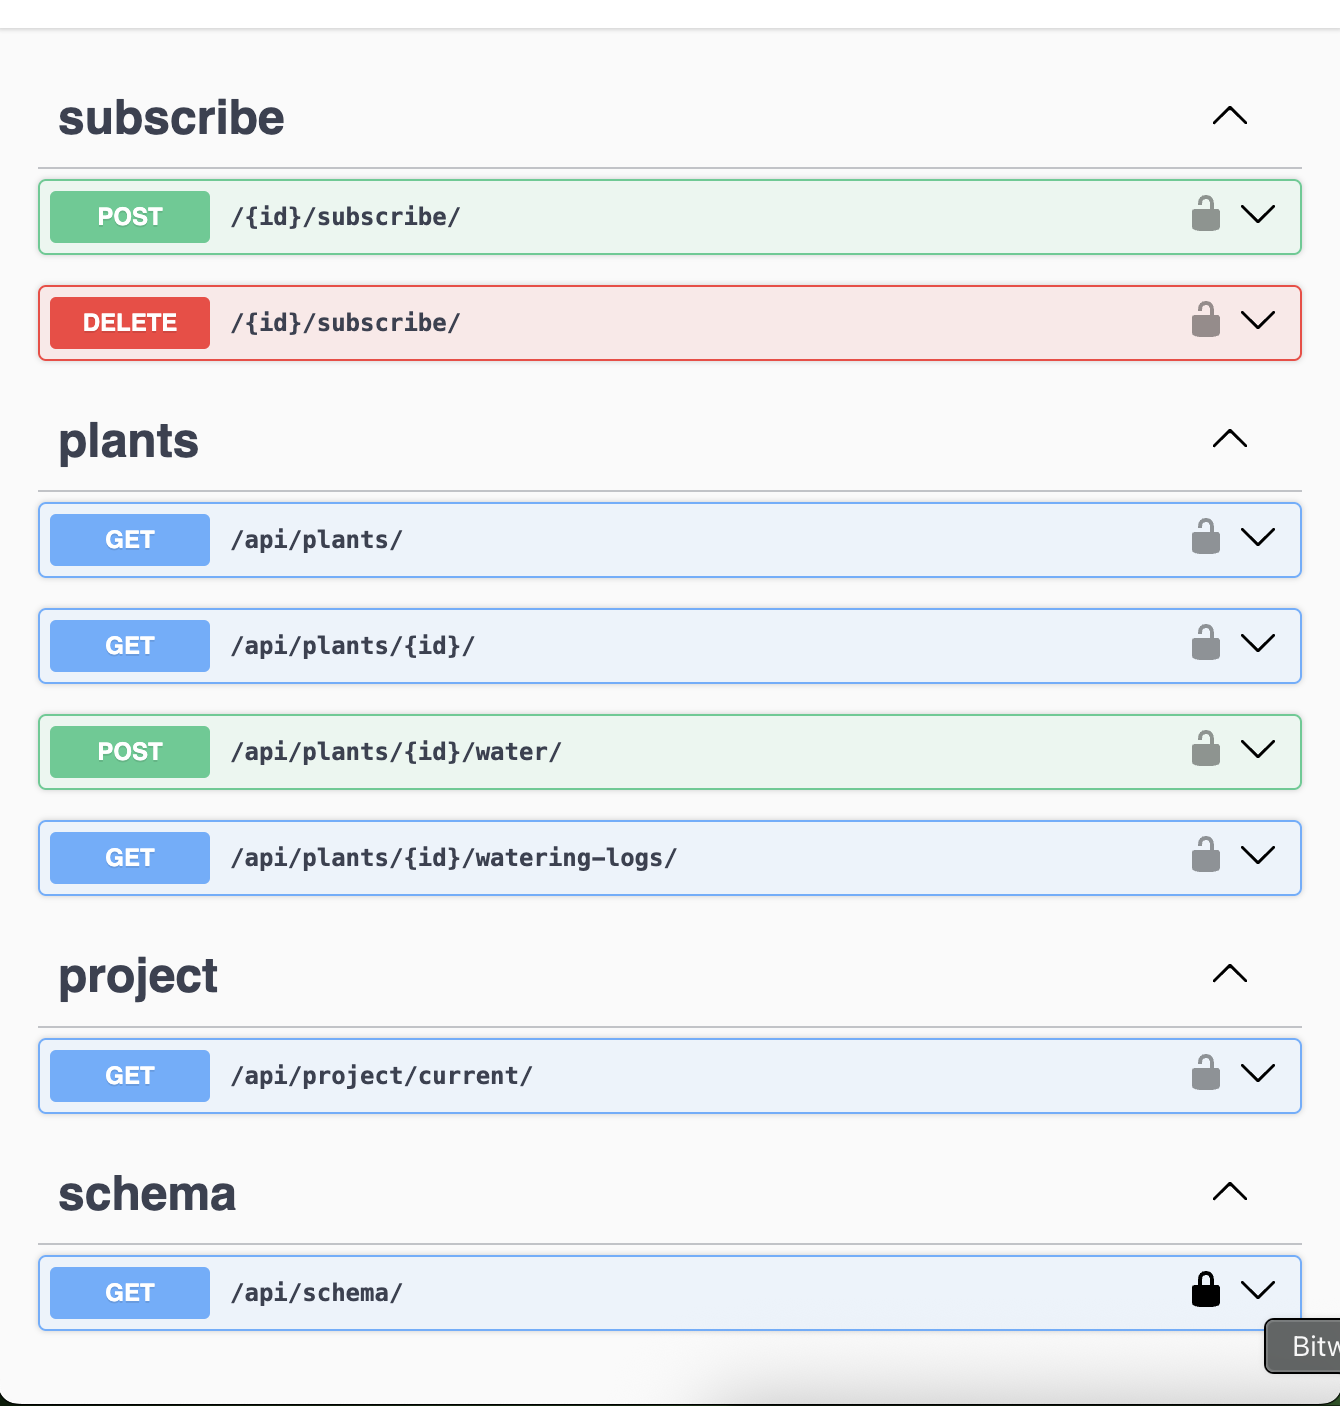 subscribe
POST /{id}/subscribe/
DELETE /{id}/subscribe/
plants
GET /api/plants/
GET /api/plants/{id}/
POST /api/plants/{id}/water/
GET /api/plants/{id}/watering-logs/
project
GET /api/project/current/
schema
GET /api/schema/